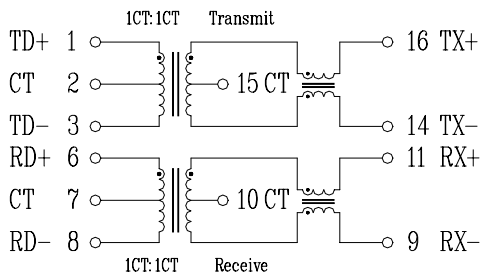 1CT:1CT Transmit
TD+ 1 16 TX+
CT 2 15 CT
TD- 3 14 TX-
RD+ 6 11 RX+
CT 7 10 CT
RD- 8 9 RX-
1CT:1CT Receive